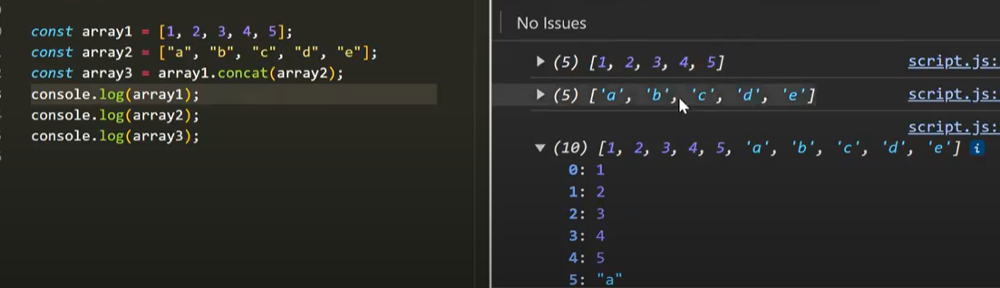 const array1 = [1, 2, 3, 4, 5];
const array2 = ["a", "b", "c", "d", "e"];
const array3 = array1.concat(array2);
console.log(array1);
console.log(array2);
console.log(array3);
No Issues
(5) [1, 2, 3, 4, 5] script.js:
(5) ['a', 'b', 'c', 'd', 'e'] script.js:
script.js:
(10) [1, 2, 3, 4, 5, 'a', 'b', 'c', 'd', 'e'] i
0: 1
1: 2
2: 3
3: 4
4: 5
5: "a"